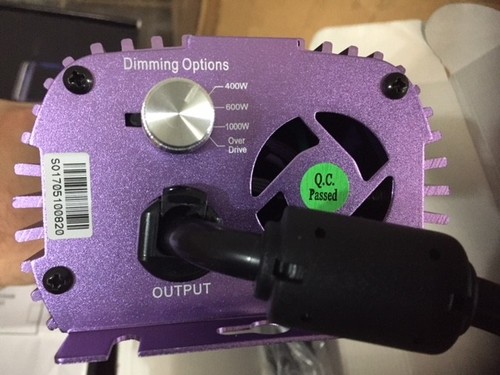 Dimming Options
400W
600W
1000W
Over
Drive
Q.C.
Passed
S01705100820
OUTPUT